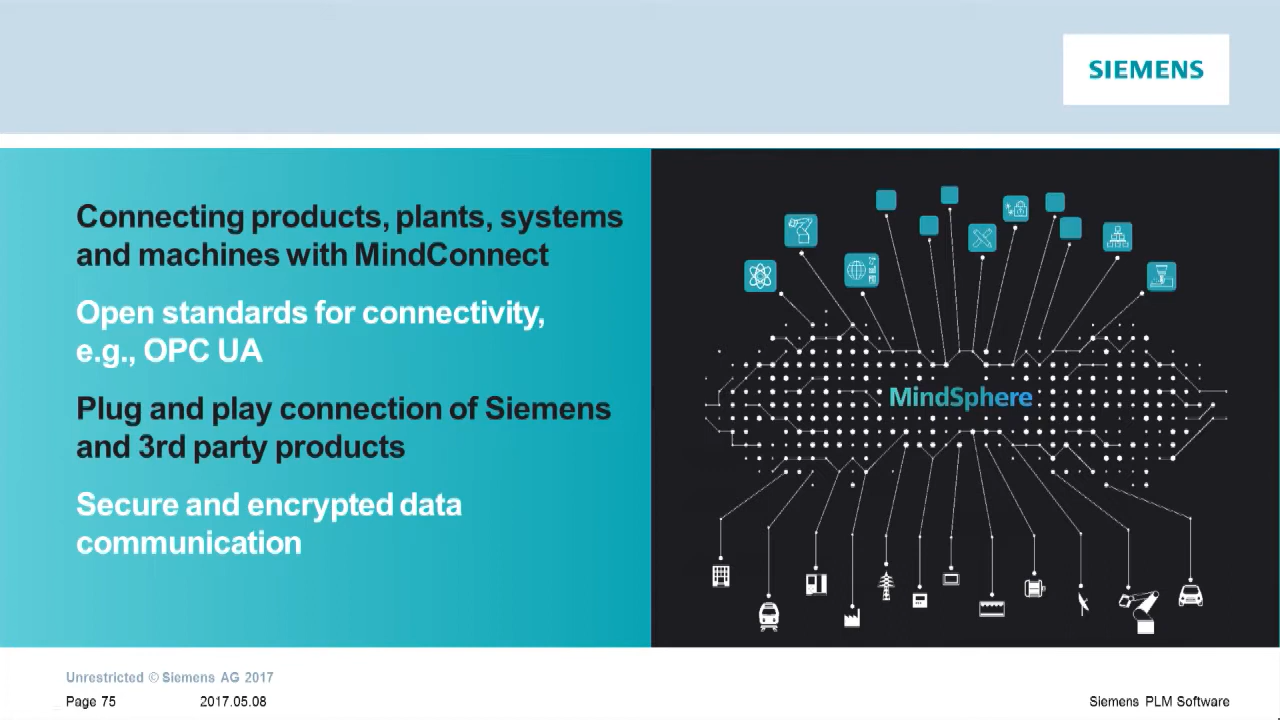 SIEMENS
Connecting products, plants, systems
and machines with MindConnect
Open standards for connectivity,
e.g., OPC UA
Plug and play connection of Siemens
and 3rd party products
Secure and encrypted data
communication
MindSphere
Unrestricted © Siemens AG 2017
Page 75
2017.05.08
Siemens PLM Software